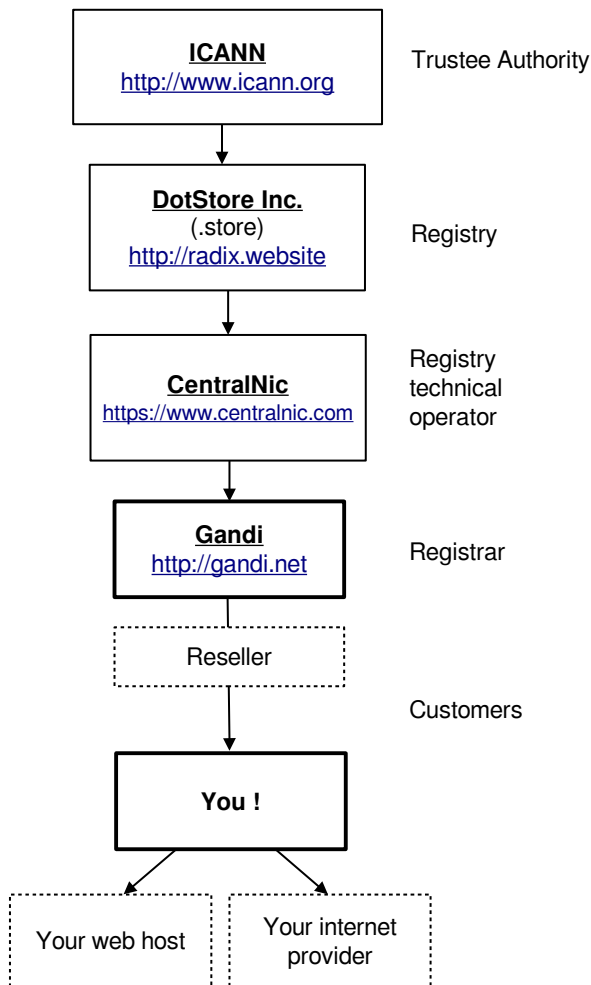 ICANN
http://www.icann.org
Trustee Authority
DotStore Inc.
(.store)
http://radix.website
Registry
CentralNic
https://www.centralnic.com
Registry
technical
operator
Gandi
http://gandi.net
Registrar
Reseller
Customers
You !
Your web host
Your internet
provider